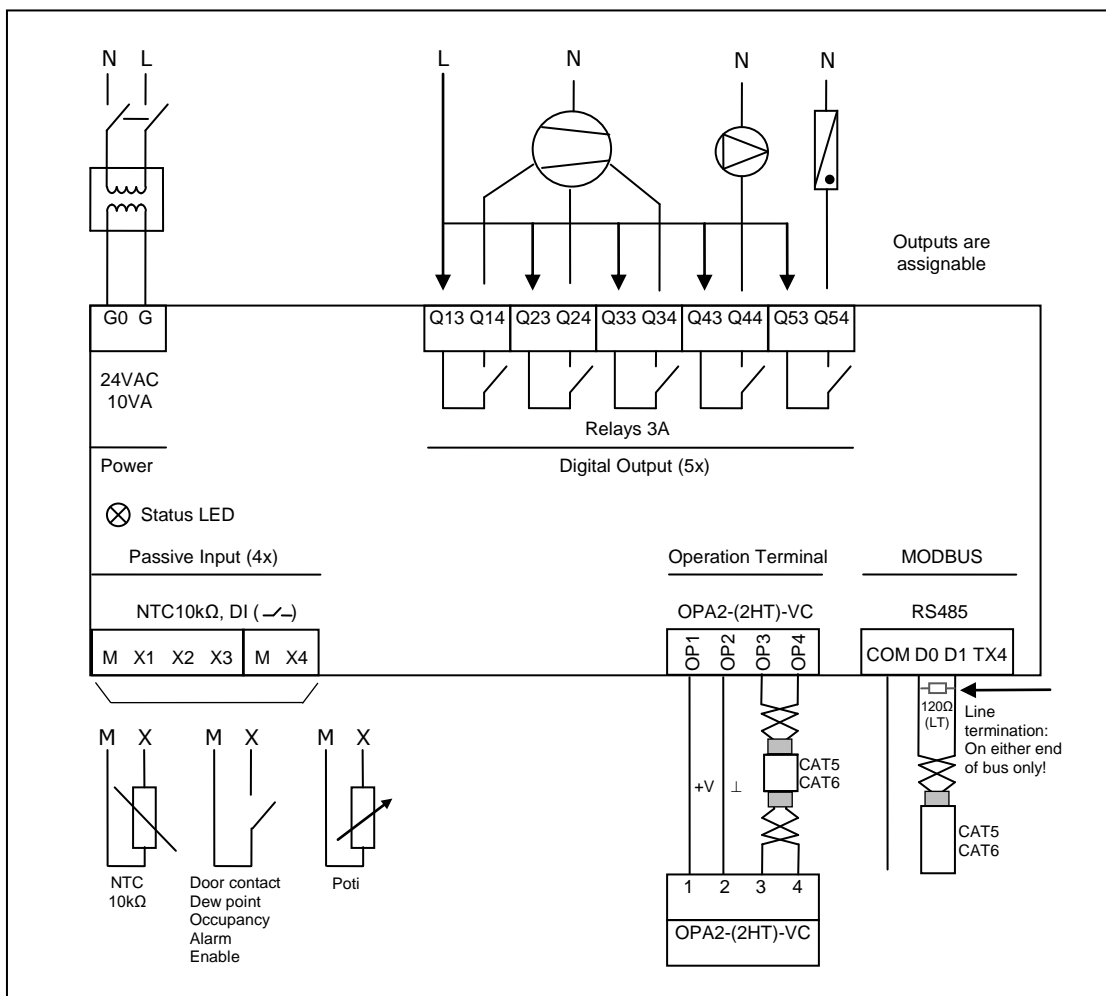 N L
L
N
N
N
Outputs are
assignable
G0 G
Q13 Q14 Q23 Q24 Q33 Q34 Q43 Q44 Q53 Q54
24VAC
10VA
Relays 3A
Power
Digital Output (5x)
Status LED
Passive Input (4x)
Operation Terminal
MODBUS
NTC10kΩ, DI ( )
OPA2-(2HT)-VC
RS485
M X1 X2 X3 M X4
OP1 OP2 OP3 OP4
COM D0 D1 TX4
120Ω
(LT)
Line
termination:
On either end
of bus only!
M X
M X
M X
CAT5
CAT6
+V ⊥
CAT5
CAT6
NTC
10kΩ
Door contact
Dew point
Occupancy
Alarm
Enable
Poti
1 2 3 4
OPA2-(2HT)-VC